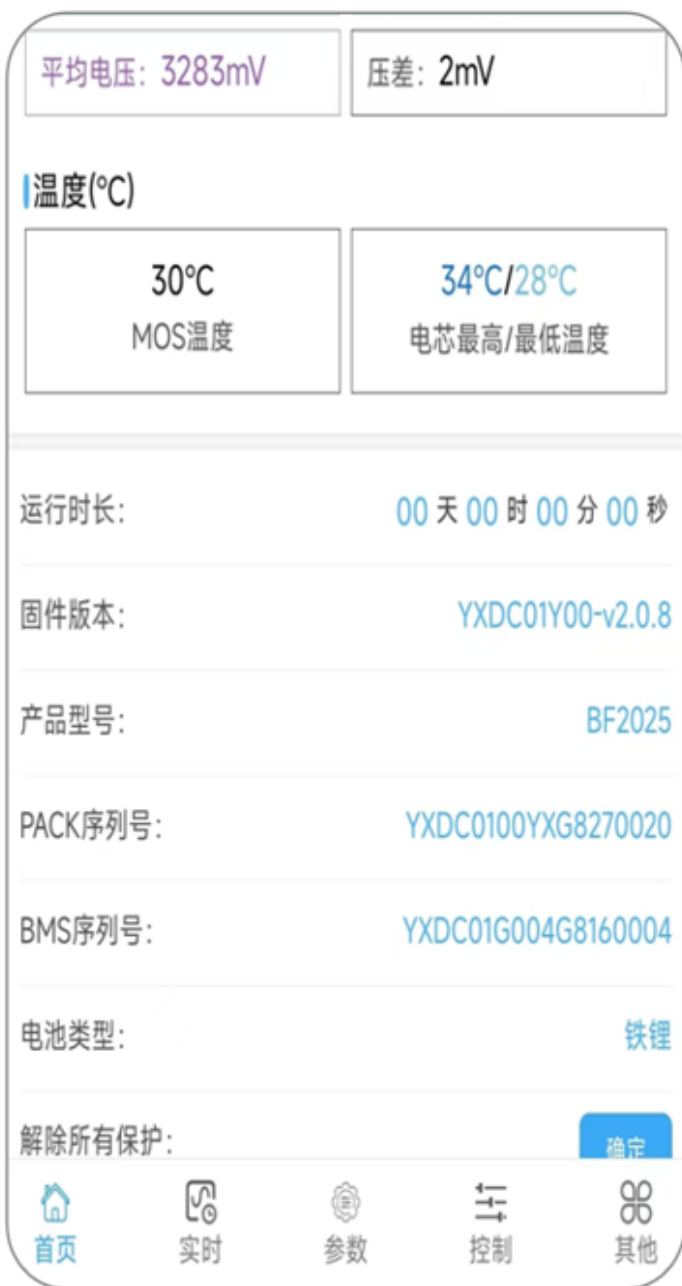 平均电压：3283mV 压差：2mV
温度(°C)
30°C 34°C/28°C
MOS温度 电芯最高/最低温度
运行时长： 00 天 00 时 00 分 00 秒
固件版本： YXDC01Y00-v2.0.8
产品型号： BF2025
PACK序列号： YXDC0100YXG8270020
BMS序列号： YXDC01G004G8160004
电池类型： 铁锂
解除所有保护： 确定
首页 实时 参数 控制 其他